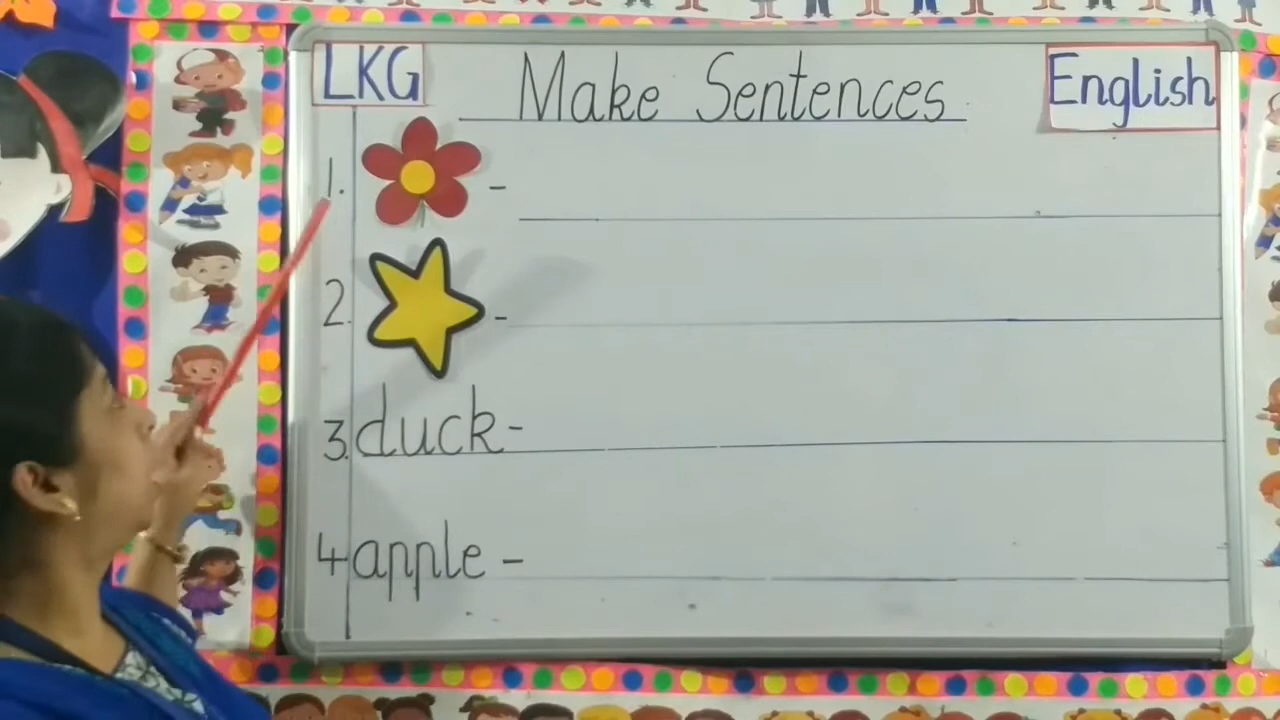 LKG
Make Sentences
English
1. -
2. -
3. duck-
4 apple -